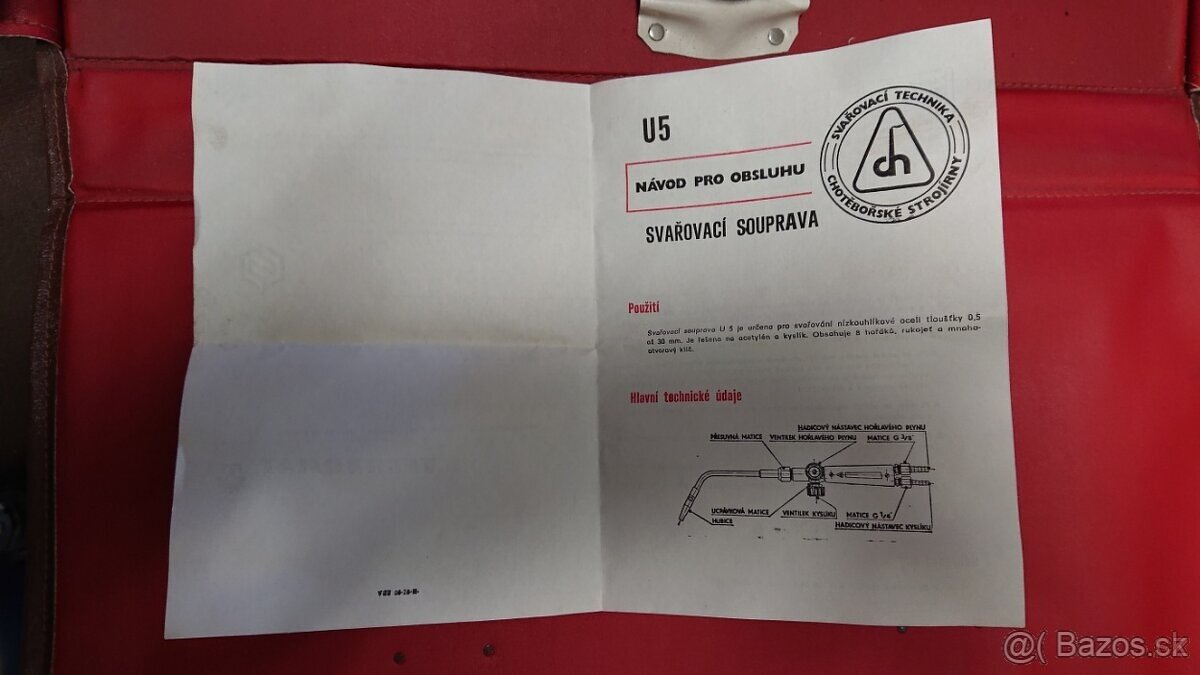 U5
NÁVOD PRO OBSLUHU
SVAŘOVACÍ SOUPRAVA
SVAŘOVACÍ TECHNIKA
CHOTĚBOŘSKÉ STROJÍRNY
ch
Použití
Svařovací souprava U 5 je určena pro svařování nízkouhlíkové oceli tloušťky 0,5
až 30 mm. Je řešena na acetylén a kyslík. Obsahuje 8 hořáků, rukojeť a mnoho-
otvorový klíč.
Hlavní technické údaje
HADICOVÝ NÁSTAVEC HOŘLAVÉHO PLYNU
PŘESUVNÁ MATICE VENTILEK HOŘLAVÉHO PLYNU MATICE G 3/8"
UCPÁVKOVÁ MATICE VENTILEK KYSLÍKU MATICE G 1/4"
HUBICE HADICOVÝ NÁSTAVEC KYSLÍKU
@( Bazos.sk